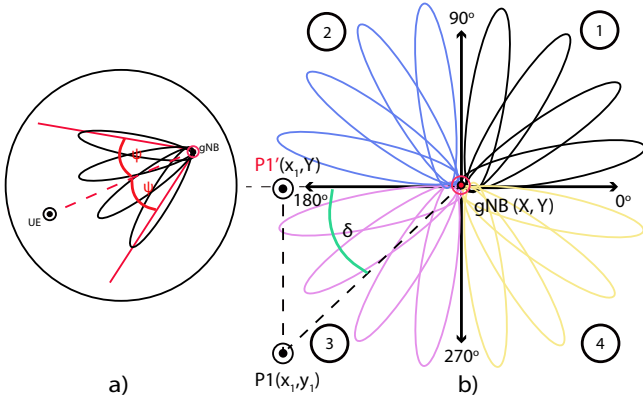 gNB
ψ
ψ
UE
a)
2
90°
1
P1'(x₁,Y)
180°
gNB (X, Y)
0°
δ
3
270°
4
P1(x₁,y₁)
b)